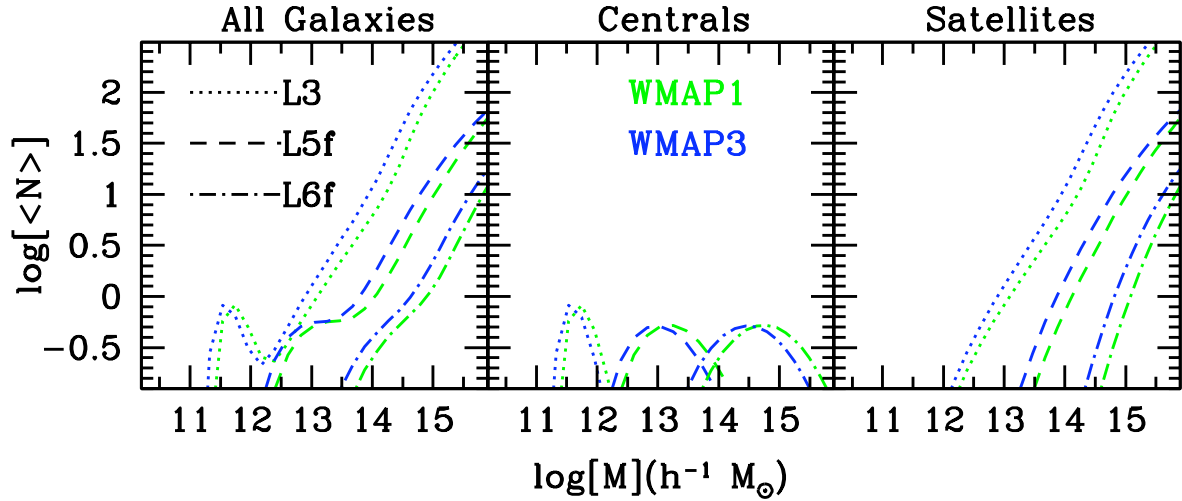 All Galaxies
Centrals
Satellites
log[<N>]
2
1.5
1
0.5
0
−0.5
L3
L5f
L6f
WMAP1
WMAP3
11 12 13 14 15
11 12 13 14 15
11 12 13 14 15
log[M](h⁻¹ M⊙)